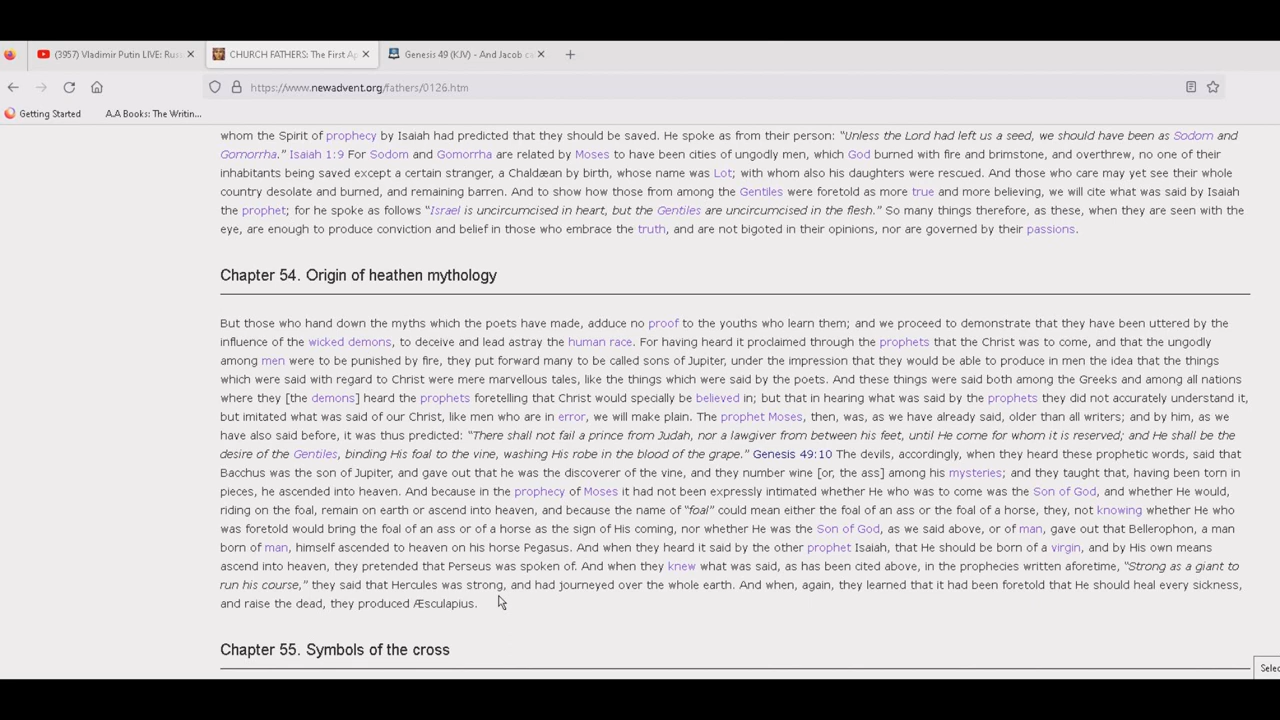 (3957) Vladimir Putin LIVE: Rus
CHURCH FATHERS: The First Ap
Genesis 49 (KJV) - And Jacob ca
https://www.newadvent.org/fathers/0126.htm
Getting Started
A,A Books: The Writin...
whom the Spirit of prophecy by Isaiah had predicted that they should be saved. He spoke as from their person: “Unless the Lord had left us a seed, we should have been as Sodom and
Gomorrha.” Isaiah 1:9 For Sodom and Gomorrha are related by Moses to have been cities of ungodly men, which God burned with fire and brimstone, and overthrew, no one of their
inhabitants being saved except a certain stranger, a Chaldæan by birth, whose name was Lot; with whom also his daughters were rescued. And those who care may yet see their whole
country desolate and burned, and remaining barren. And to show how those from among the Gentiles were foretold as more true and more believing, we will cite what was said by Isaiah
the prophet; for he spoke as follows “Israel is uncircumcised in heart, but the Gentiles are uncircumcised in the flesh.” So many things therefore, as these, when they are seen with the
eye, are enough to produce conviction and belief in those who embrace the truth, and are not bigoted in their opinions, nor are governed by their passions.
Chapter 54. Origin of heathen mythology
But those who hand down the myths which the poets have made, adduce no proof to the youths who learn them; and we proceed to demonstrate that they have been uttered by the
influence of the wicked demons, to deceive and lead astray the human race. For having heard it proclaimed through the prophets that the Christ was to come, and that the ungodly
among men were to be punished by fire, they put forward many to be called sons of Jupiter, under the impression that they would be able to produce in men the idea that the things
which were said with regard to Christ were mere marvellous tales, like the things which were said by the poets. And these things were said both among the Greeks and among all nations
where they [the demons] heard the prophets foretelling that Christ would specially be believed in; but that in hearing what was said by the prophets they did not accurately understand it,
but imitated what was said of our Christ, like men who are in error, we will make plain. The prophet Moses, then, was, as we have already said, older than all writers; and by him, as we
have also said before, it was thus predicted: “There shall not fail a prince from Judah, nor a lawgiver from between his feet, until He come for whom it is reserved; and He shall be the
desire of the Gentiles, binding His foal to the vine, washing His robe in the blood of the grape.” Genesis 49:10 The devils, accordingly, when they heard these prophetic words, said that
Bacchus was the son of Jupiter, and gave out that he was the discoverer of the vine, and they number wine [or, the ass] among his mysteries; and they taught that, having been torn in
pieces, he ascended into heaven. And because in the prophecy of Moses it had not been expressly intimated whether He who was to come was the Son of God, and whether He would,
riding on the foal, remain on earth or ascend into heaven, and because the name of “foal” could mean either the foal of an ass or the foal of a horse, they, not knowing whether He who
was foretold would bring the foal of an ass or of a horse as the sign of His coming, nor whether He was the Son of God, as we said above, or of man, gave out that Bellerophon, a man
born of man, himself ascended to heaven on his horse Pegasus. And when they heard it said by the other prophet Isaiah, that He should be born of a virgin, and by His own means
ascend into heaven, they pretended that Perseus was spoken of. And when they knew what was said, as has been cited above, in the prophecies written aforetime, “Strong as a giant to
run his course,” they said that Hercules was strong, and had journeyed over the whole earth. And when, again, they learned that it had been foretold that He should heal every sickness,
and raise the dead, they produced Æsculapius.
Chapter 55. Symbols of the cross
Selec